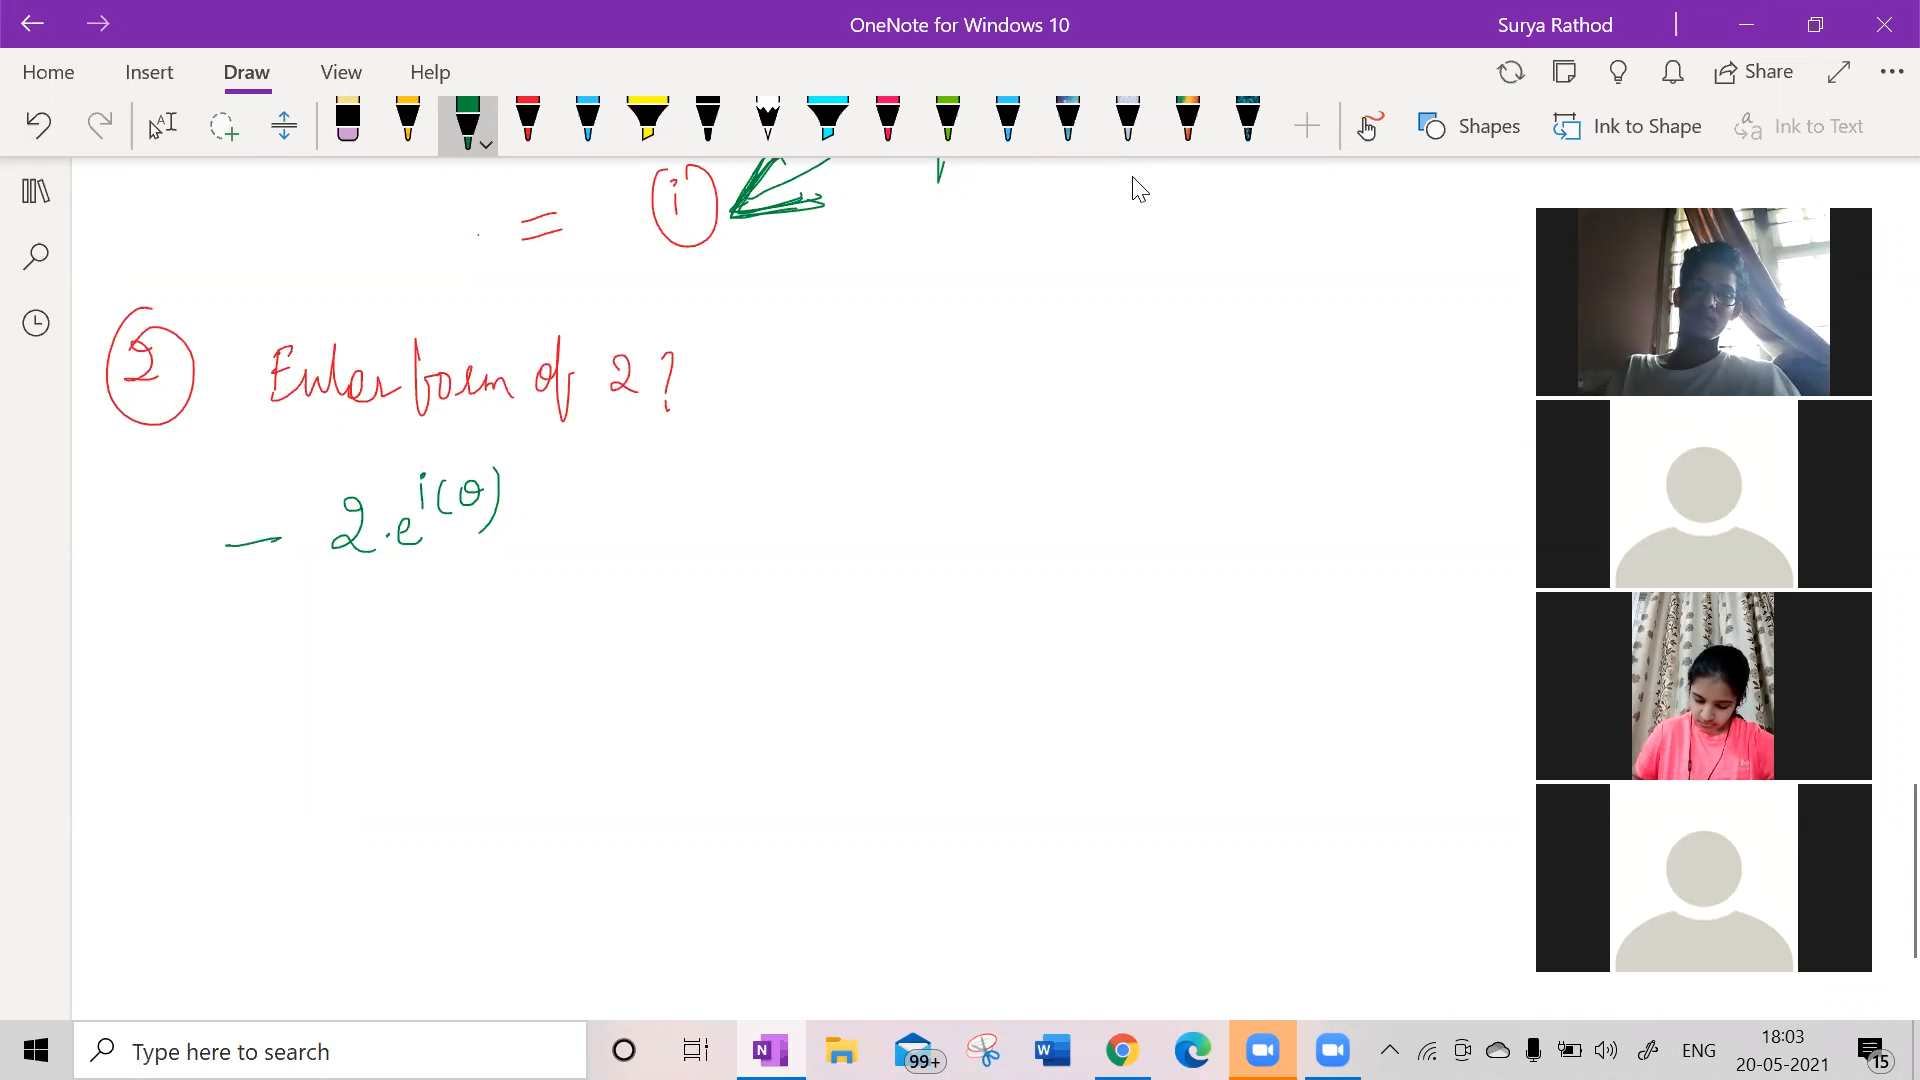 OneNote for Windows 10
Surya Rathod
Home Insert Draw View Help
Share
Shapes Ink to Shape Ink to Text
= i
2 Euler form of 2 ?
— 2.e^{i(0)}
Type here to search
99+
ENG
18:03
20-05-2021
15